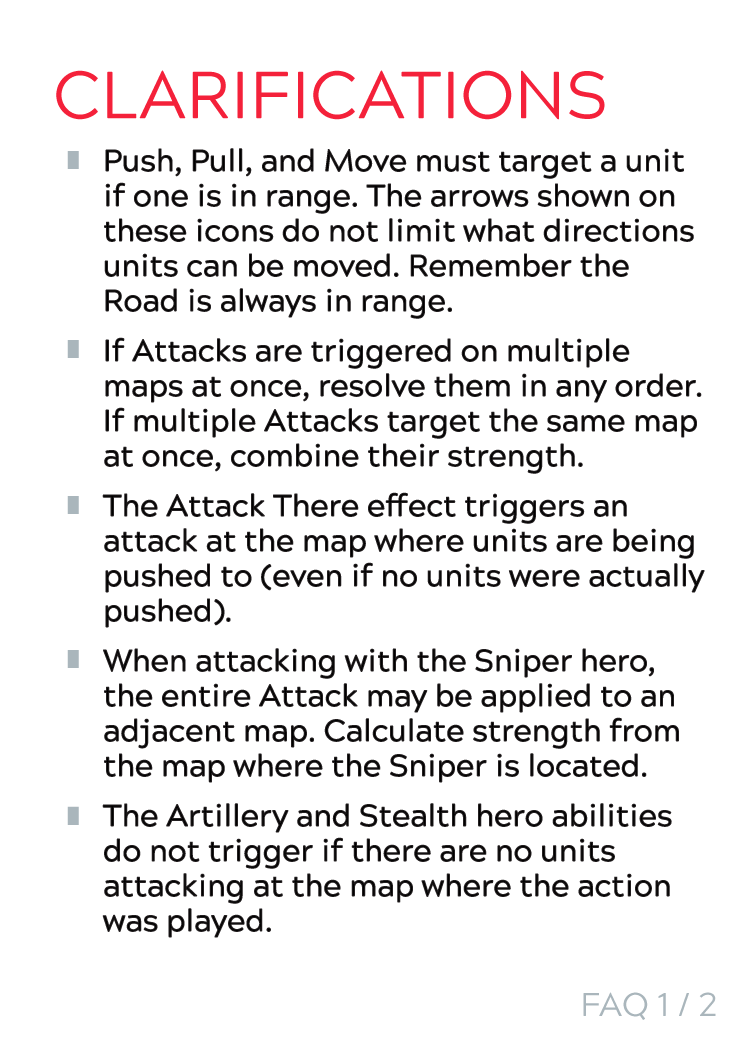 CLARIFICATIONS
Push, Pull, and Move must target a unit
if one is in range. The arrows shown on
these icons do not limit what directions
units can be moved. Remember the
Road is always in range.
If Attacks are triggered on multiple
maps at once, resolve them in any order.
If multiple Attacks target the same map
at once, combine their strength.
The Attack There effect triggers an
attack at the map where units are being
pushed to (even if no units were actually
pushed).
When attacking with the Sniper hero,
the entire Attack may be applied to an
adjacent map. Calculate strength from
the map where the Sniper is located.
The Artillery and Stealth hero abilities
do not trigger if there are no units
attacking at the map where the action
was played.
FAQ 1 / 2